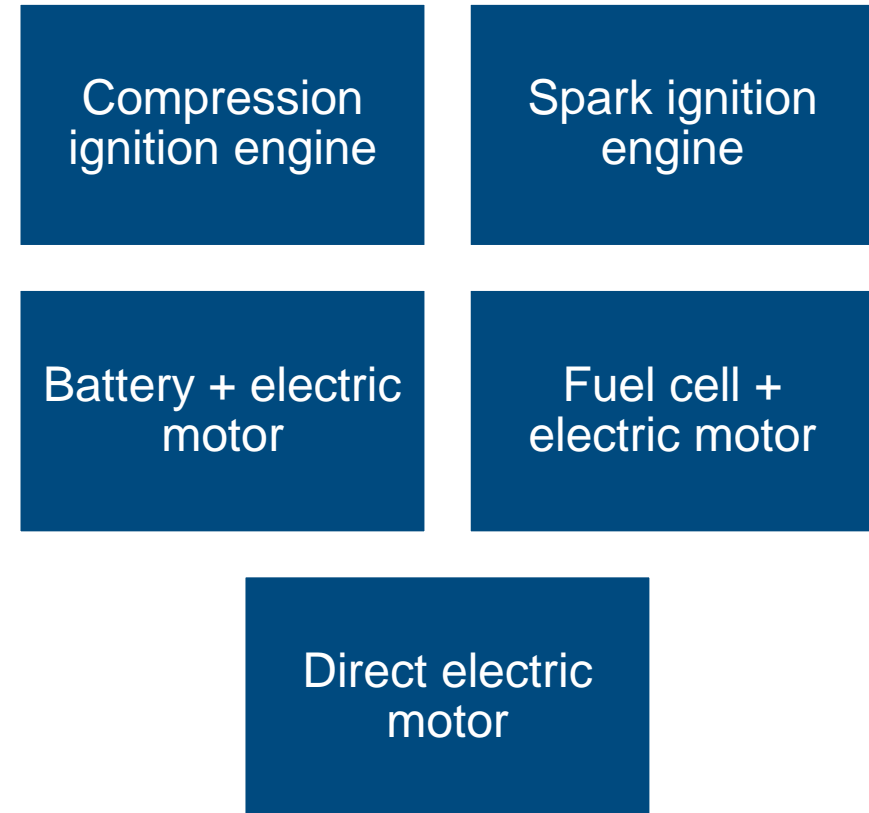 Compression
ignition engine
Spark ignition
engine
Battery + electric
motor
Fuel cell +
electric motor
Direct electric
motor